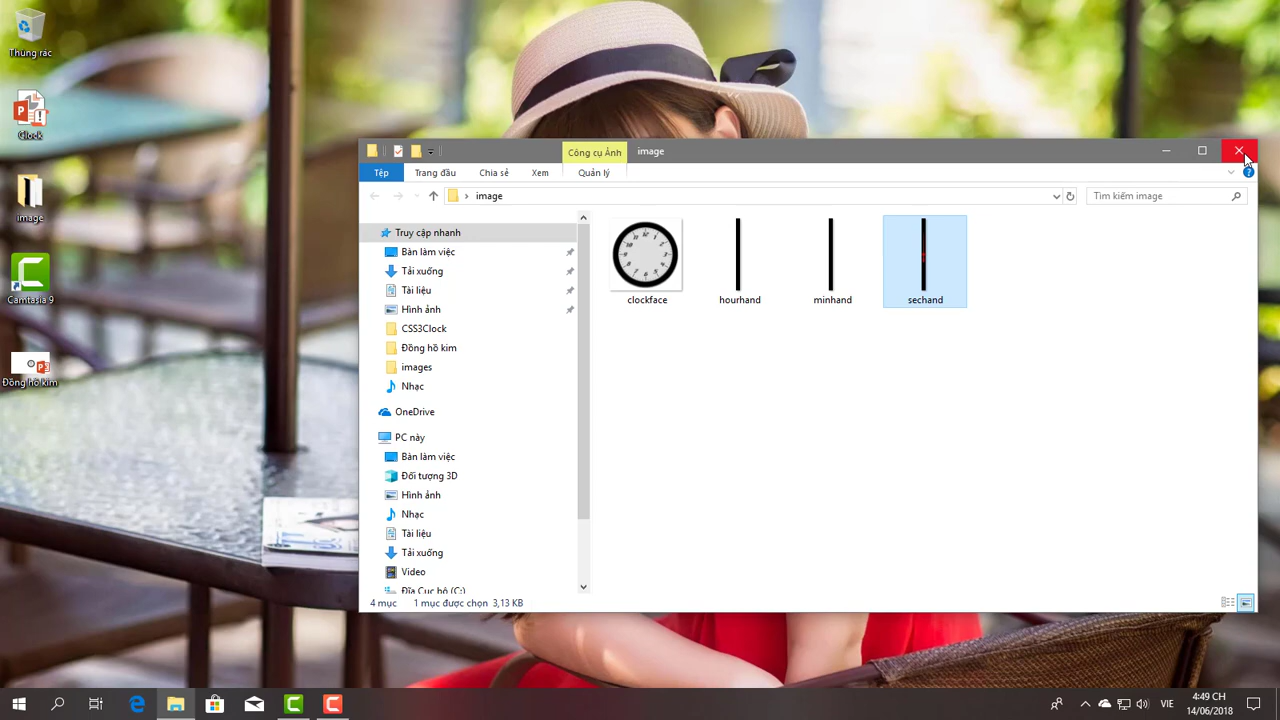 Thùng rác
Clock
image
Camtasia 9
Đồng hồ kim
Công cụ Ảnh
image
Tệp
Trang đầu
Chia sẻ
Xem
Quản lý
image
Tìm kiếm image
Truy cập nhanh
Bàn làm việc
Tải xuống
Tài liệu
Hình ảnh
CSS3Clock
Đồng hồ kim
images
Nhạc
OneDrive
PC này
Bàn làm việc
Đối tượng 3D
Hình ảnh
Nhạc
Tài liệu
Tải xuống
Video
Đĩa Cục bộ (C:)
clockface
hourhand
minhand
sechand
4 mục
1 mục được chọn 3,13 KB
VIE
4:49 CH
14/06/2018